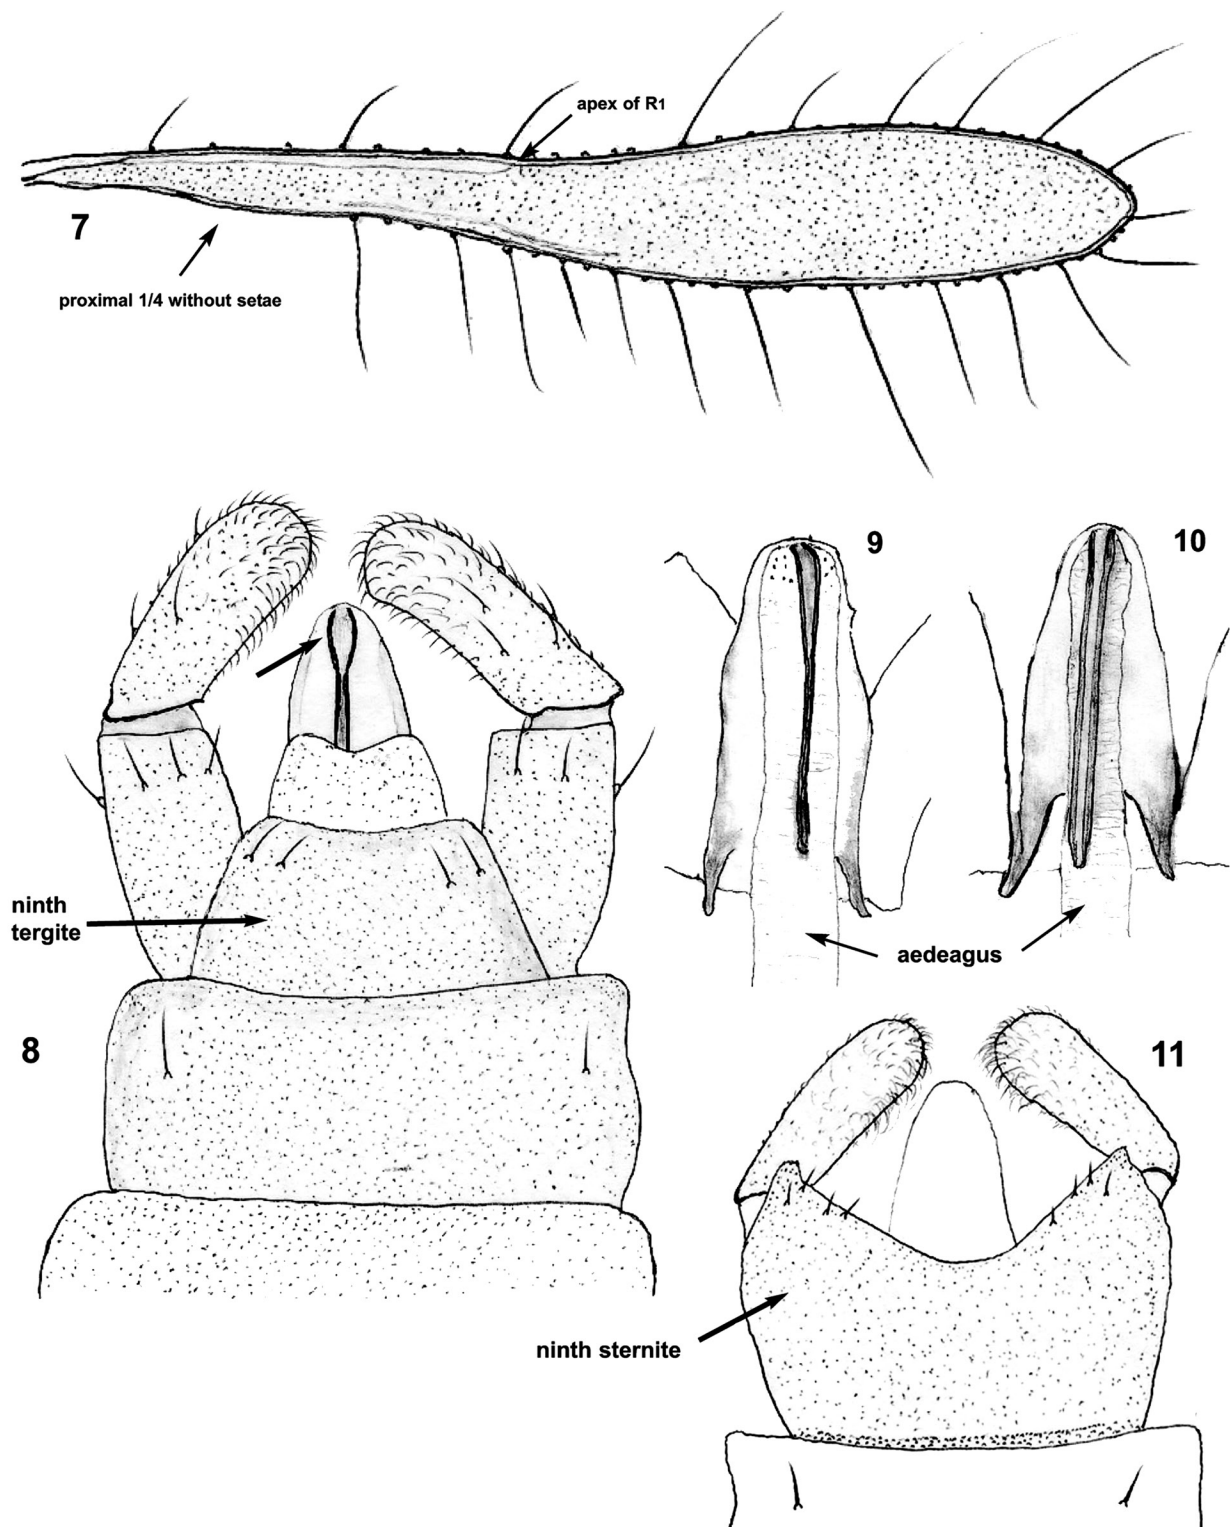 apex of R1
7
proximal 1/4 without setae
9
10
ninth
tergite
aedeagus
8
11
ninth sternite